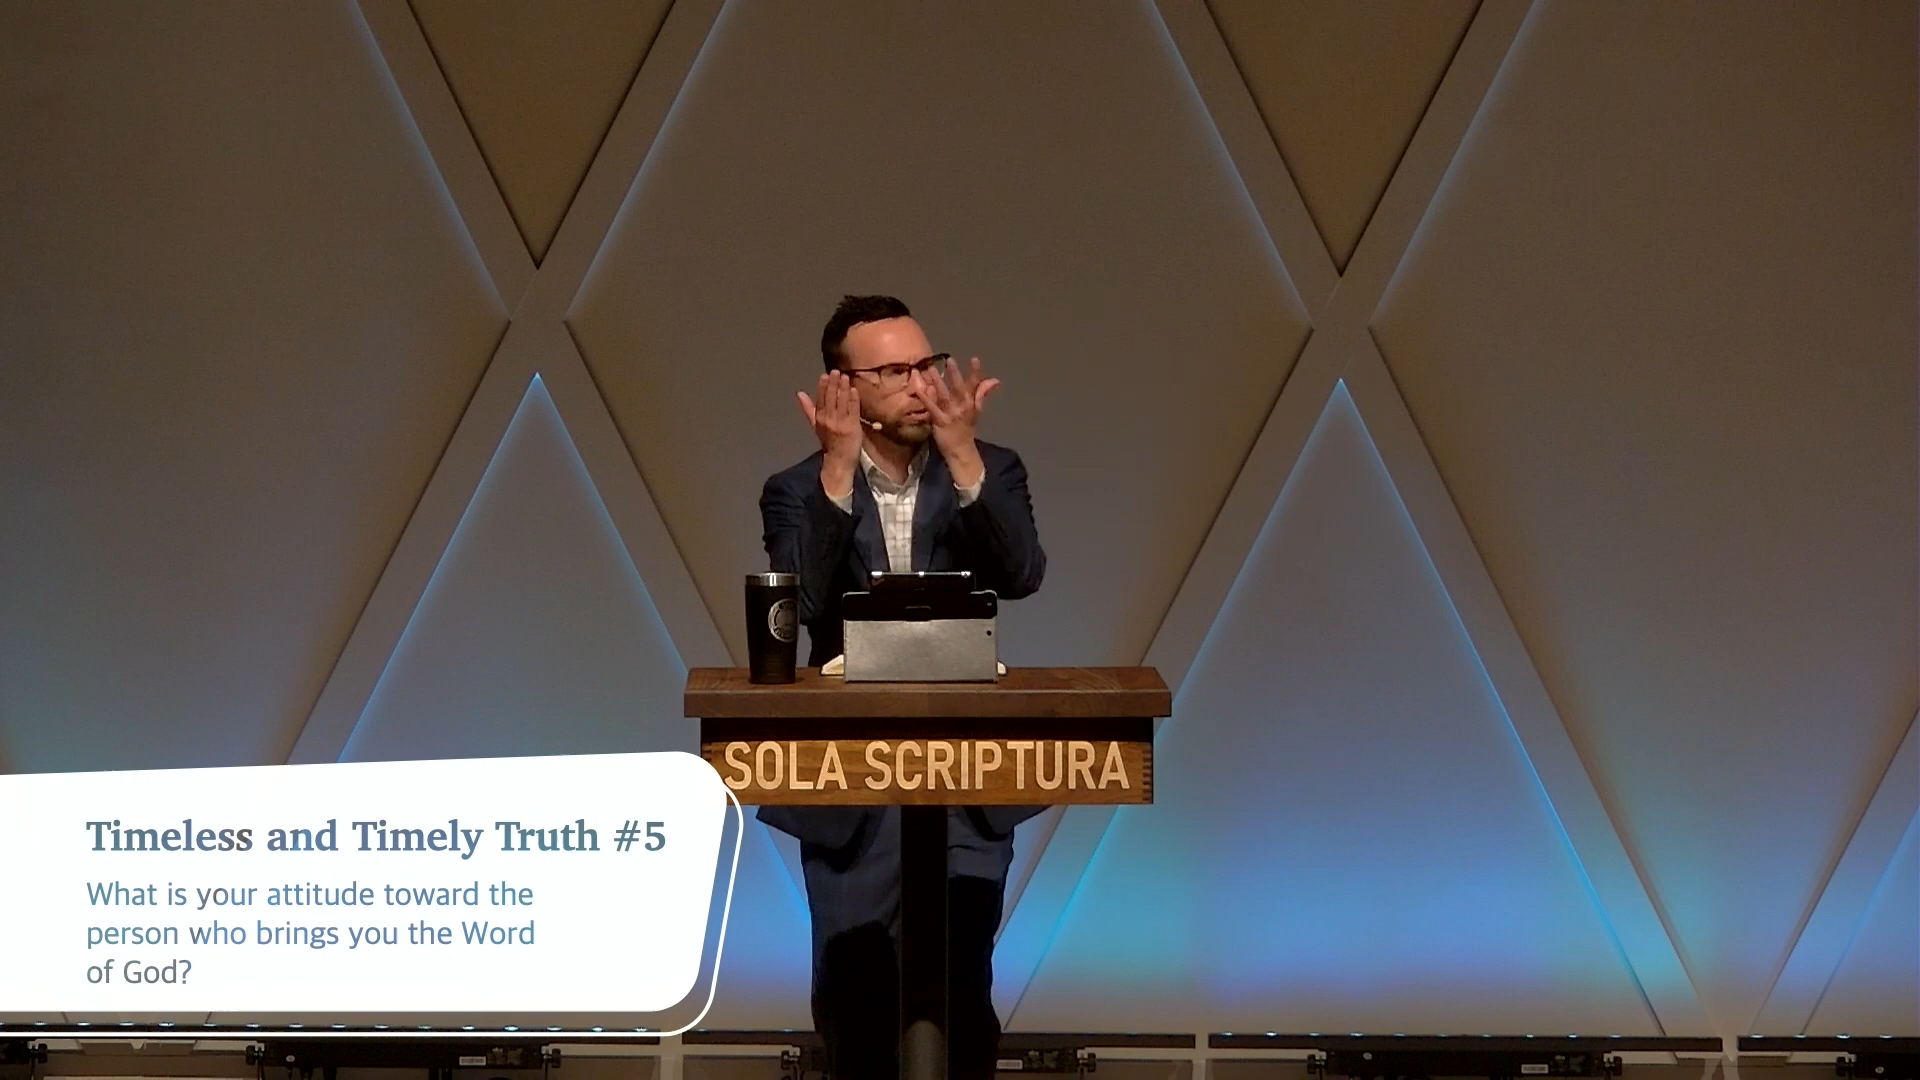 SOLA SCRIPTURA
Timeless and Timely Truth #5
What is your attitude toward the
person who brings you the Word
of God?